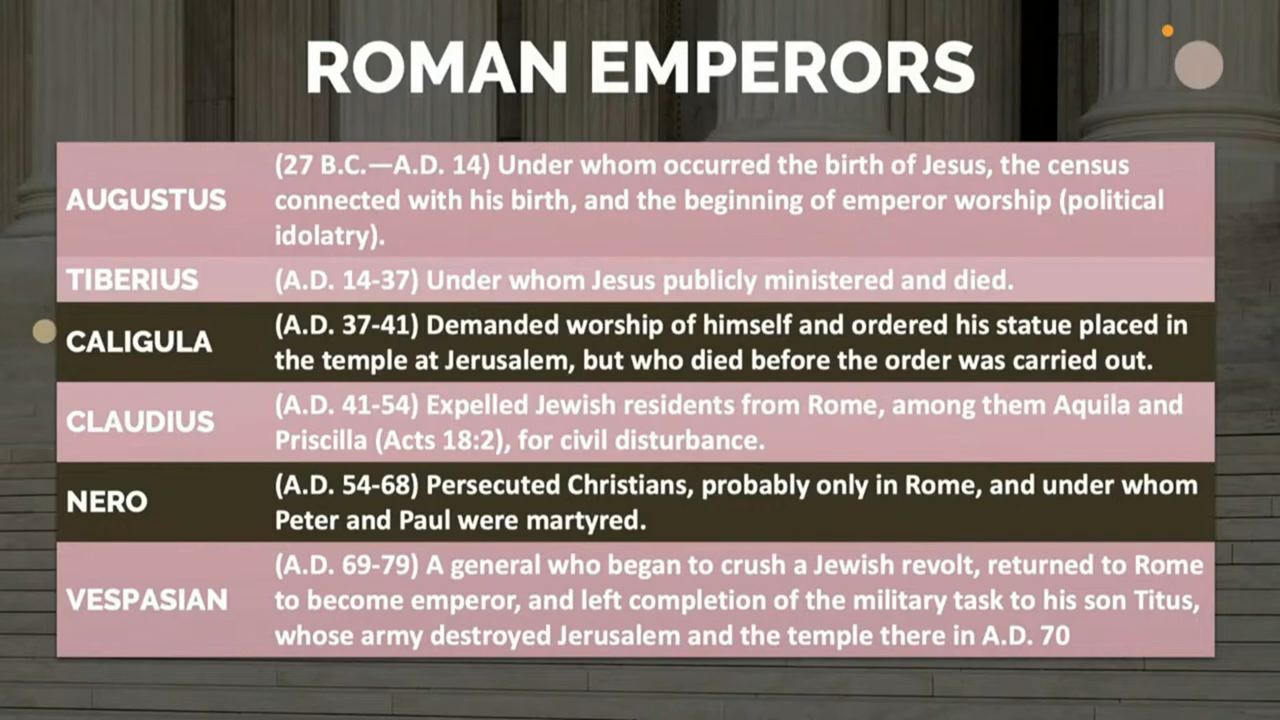 ROMAN EMPERORS
AUGUSTUS
(27 B.C.—A.D. 14) Under whom occurred the birth of Jesus, the census
connected with his birth, and the beginning of emperor worship (political
idolatry).
TIBERIUS
(A.D. 14-37) Under whom Jesus publicly ministered and died.
CALIGULA
(A.D. 37-41) Demanded worship of himself and ordered his statue placed in
the temple at Jerusalem, but who died before the order was carried out.
CLAUDIUS
(A.D. 41-54) Expelled Jewish residents from Rome, among them Aquila and
Priscilla (Acts 18:2), for civil disturbance.
NERO
(A.D. 54-68) Persecuted Christians, probably only in Rome, and under whom
Peter and Paul were martyred.
VESPASIAN
(A.D. 69-79) A general who began to crush a Jewish revolt, returned to Rome
to become emperor, and left completion of the military task to his son Titus,
whose army destroyed Jerusalem and the temple there in A.D. 70